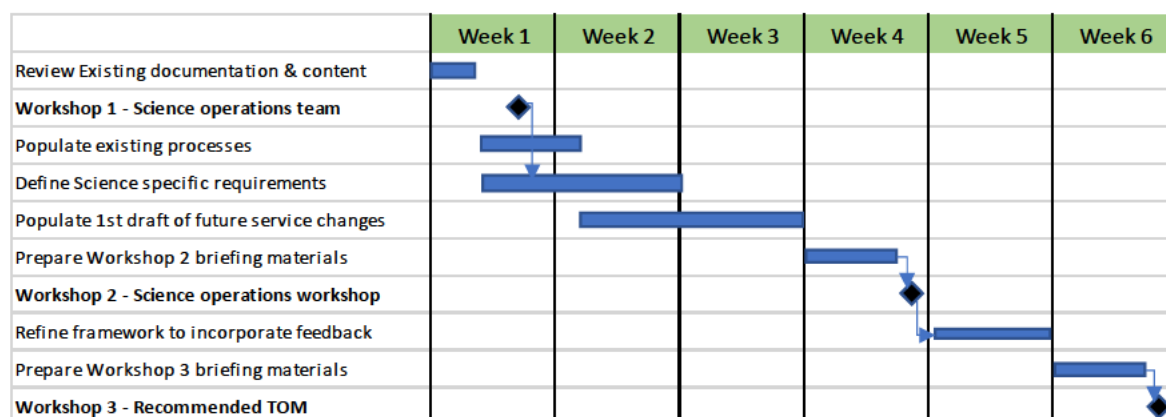 Week 1 Week 2 Week 3 Week 4 Week 5 Week 6
Review Existing documentation & content
Workshop 1 - Science operations team
Populate existing processes
Define Science specific requirements
Populate 1st draft of future service changes
Prepare Workshop 2 briefing materials
Workshop 2 - Science operations workshop
Refine framework to incorporate feedback
Prepare Workshop 3 briefing materials
Workshop 3 - Recommended TOM